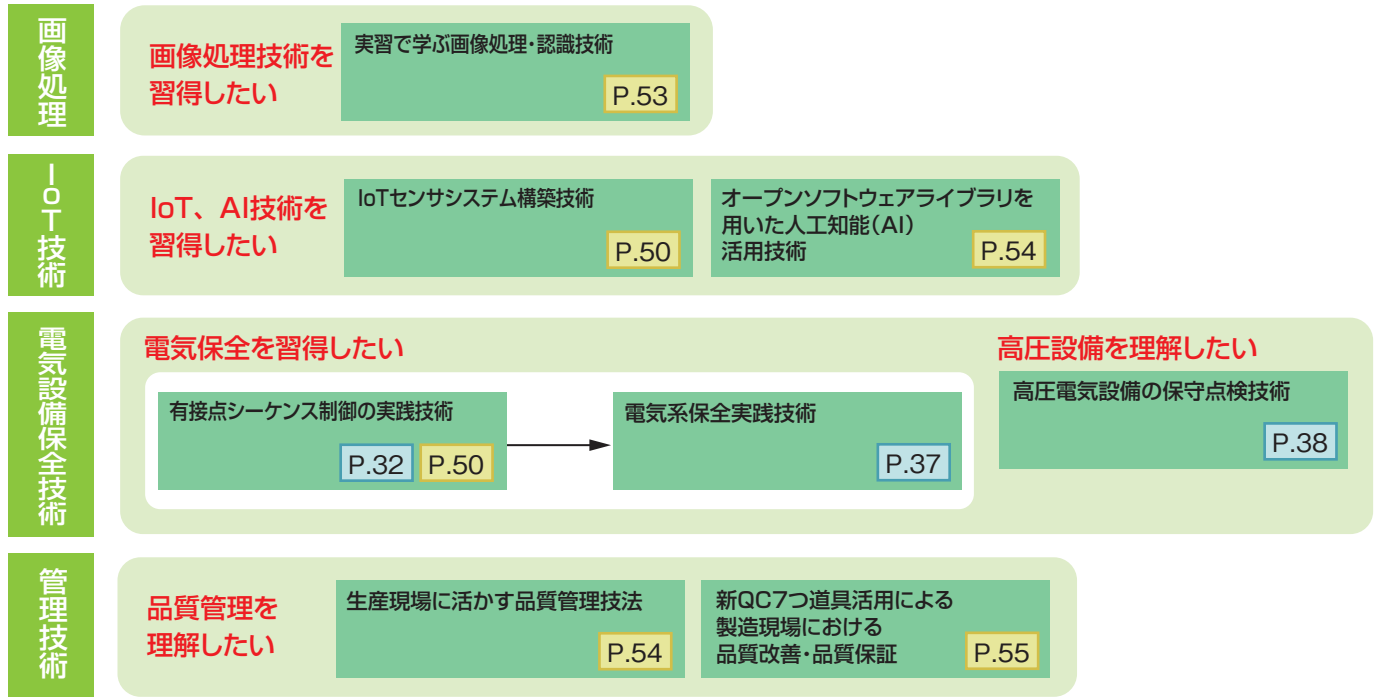 画像処理
画像処理技術を
習得したい
実習で学ぶ画像処理・認識技術
P.53
IoT技術
IoT、AI技術を
習得したい
IoTセンサシステム構築技術
P.50
オープンソフトウェアライブラリを
用いた人工知能(AI)
活用技術
P.54
電気設備保全技術
電気保全を習得したい
有接点シーケンス制御の実践技術
P.32 P.50
電気系保全実践技術
P.37
高圧設備を理解したい
高圧電気設備の保守点検技術
P.38
管理技術
品質管理を
理解したい
生産現場に活かす品質管理技法
P.54
新QC7つ道具活用による
製造現場における
品質改善・品質保証
P.55